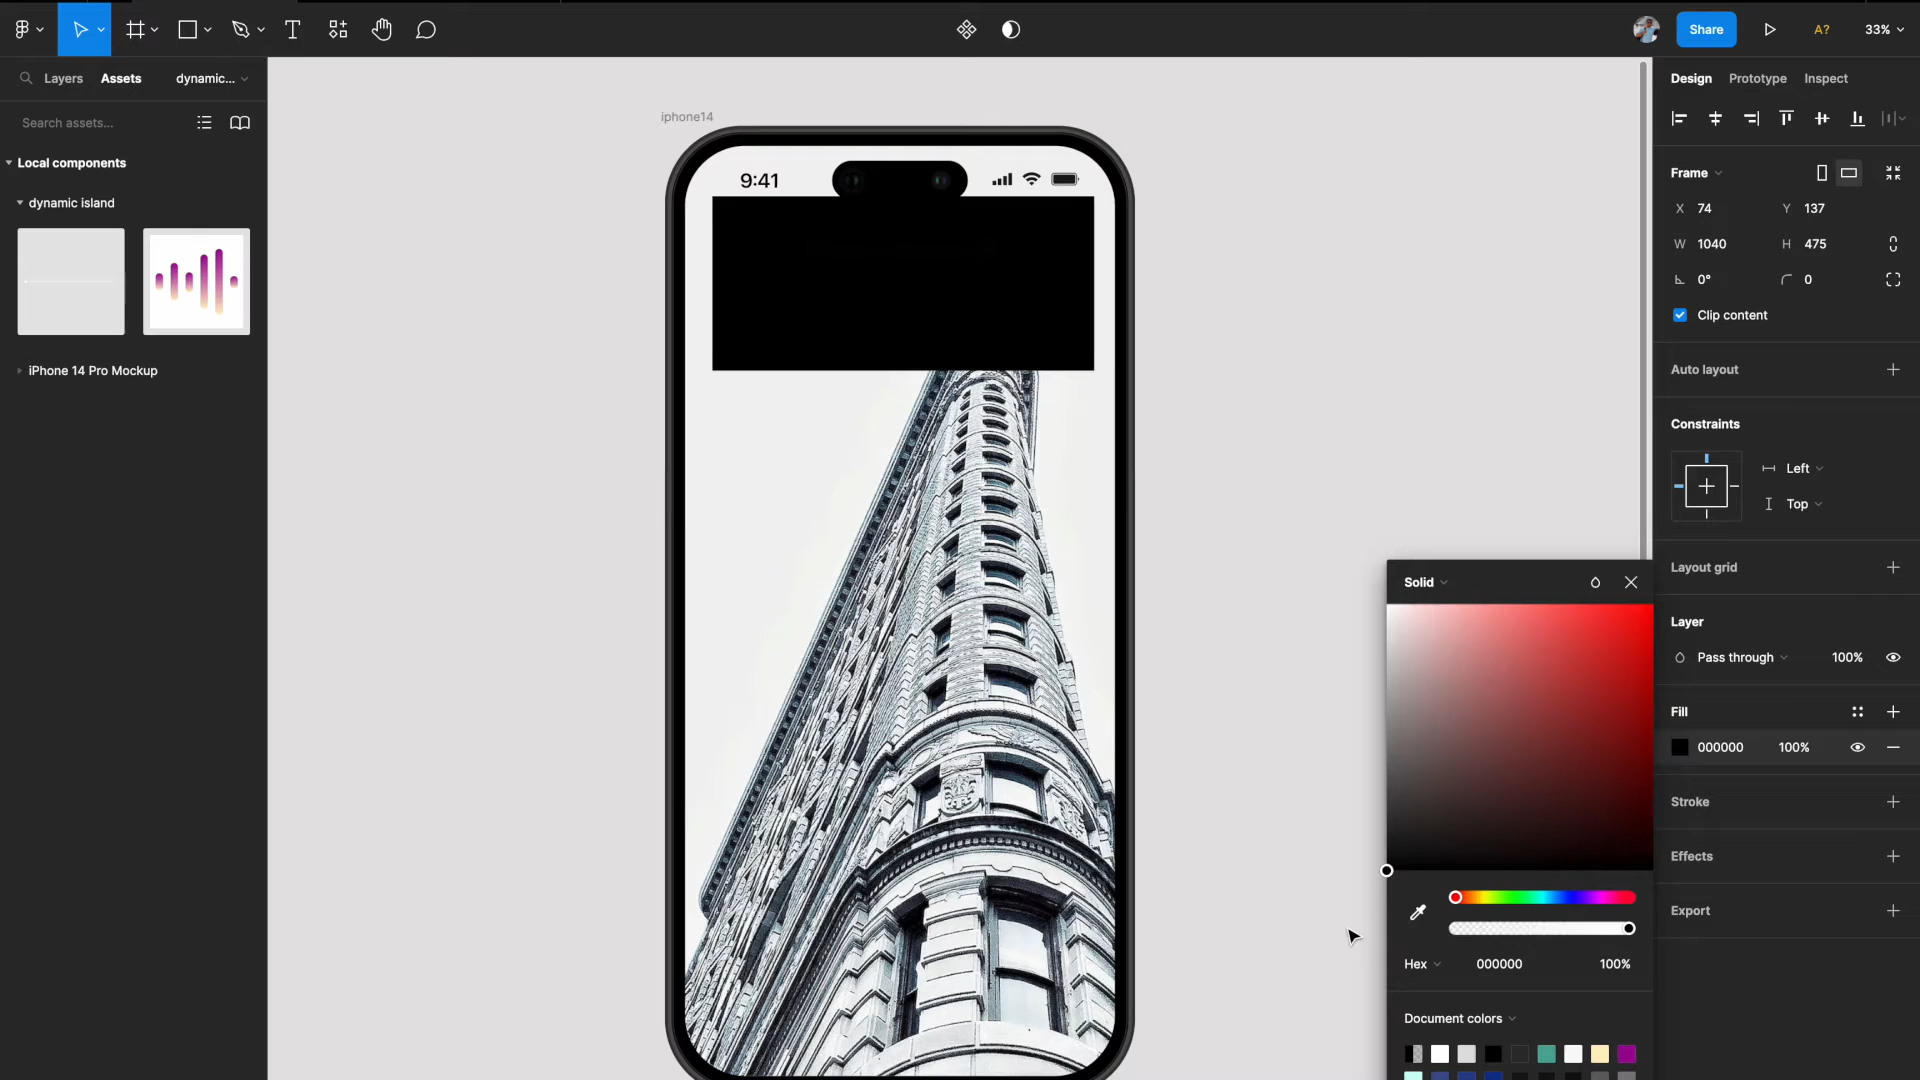 Share
A?
33%
Layers
Assets
dynamic...
Search assets...
Local components
dynamic island
iPhone 14 Pro Mockup
iphone14
9:41
Design
Prototype
Inspect
Frame
X 74
Y 137
W 1040
H 475
0°
0
Clip content
Auto layout
Constraints
Left
Top
Layout grid
Layer
Pass through
100%
Fill
000000
100%
Stroke
Effects
Export
Solid
Hex
000000
100%
Document colors